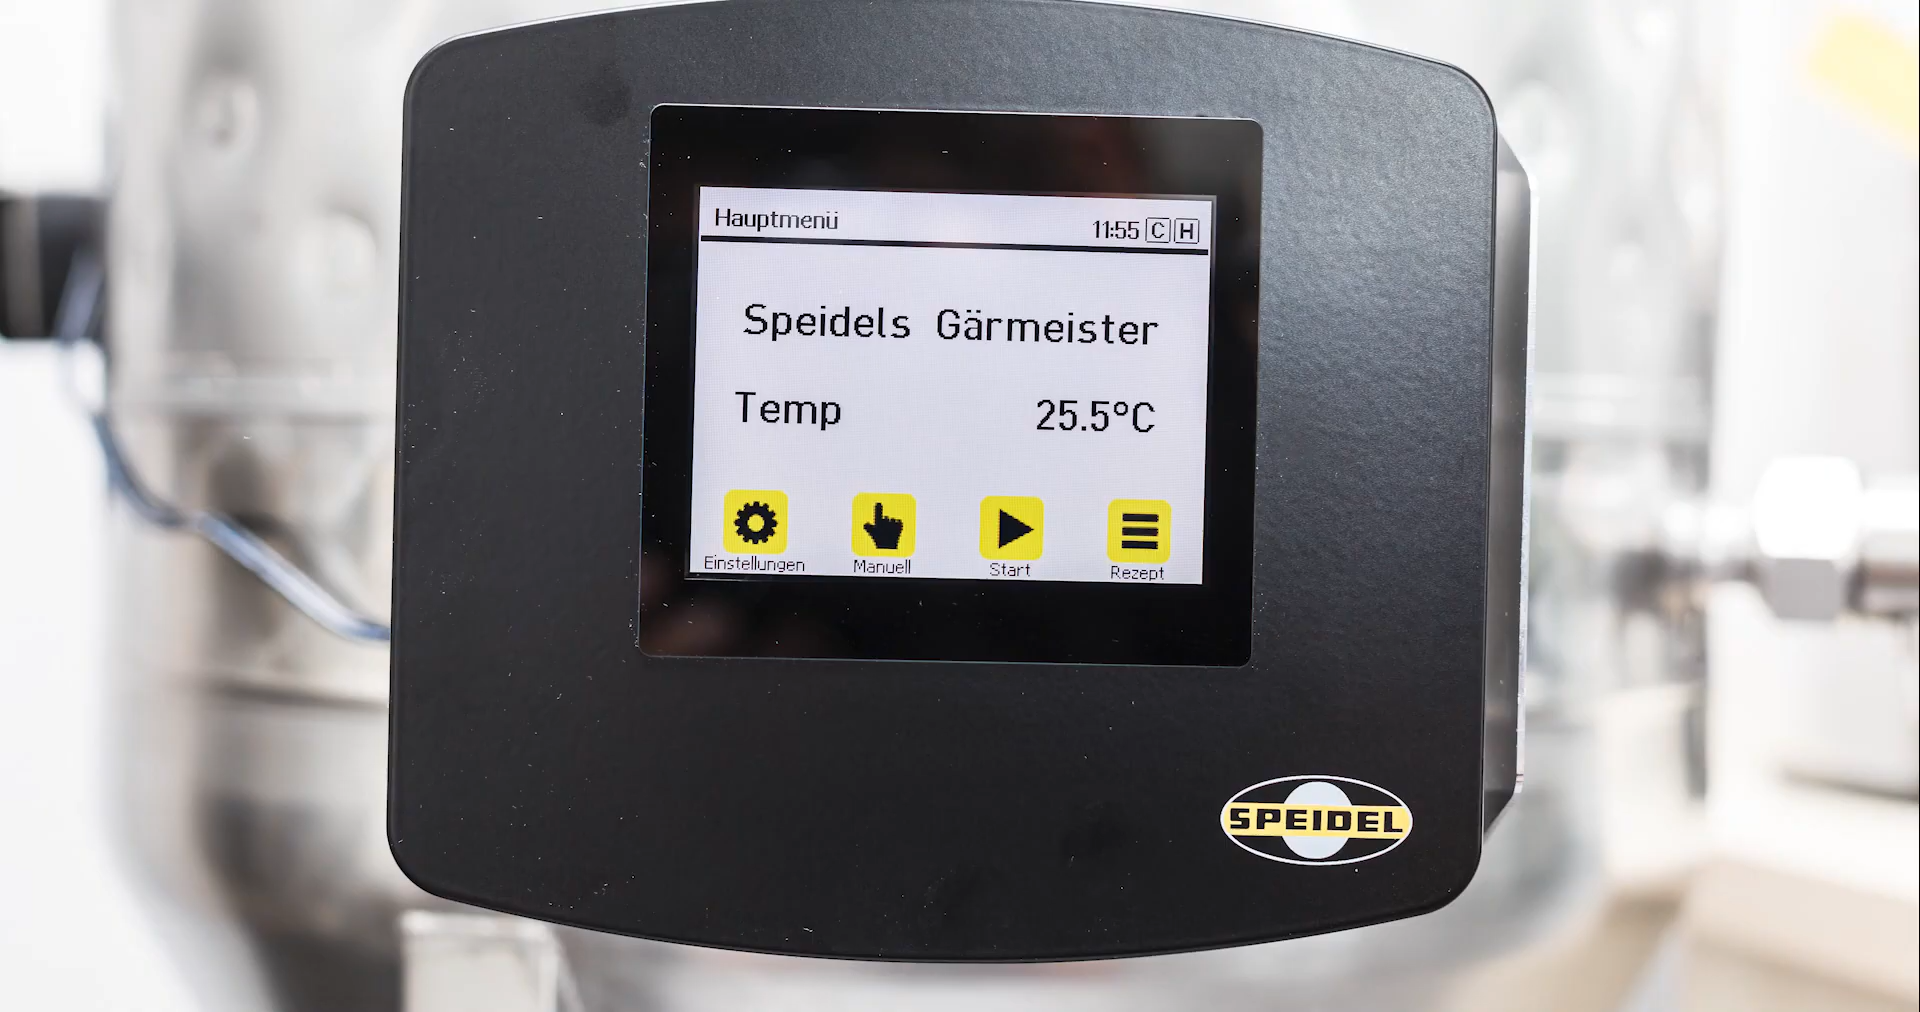 Hauptmenü 11:55 C H
Speidels Gärmeister
Temp 25.5°C
Einstellungen Manuell Start Rezept
SPEIDEL